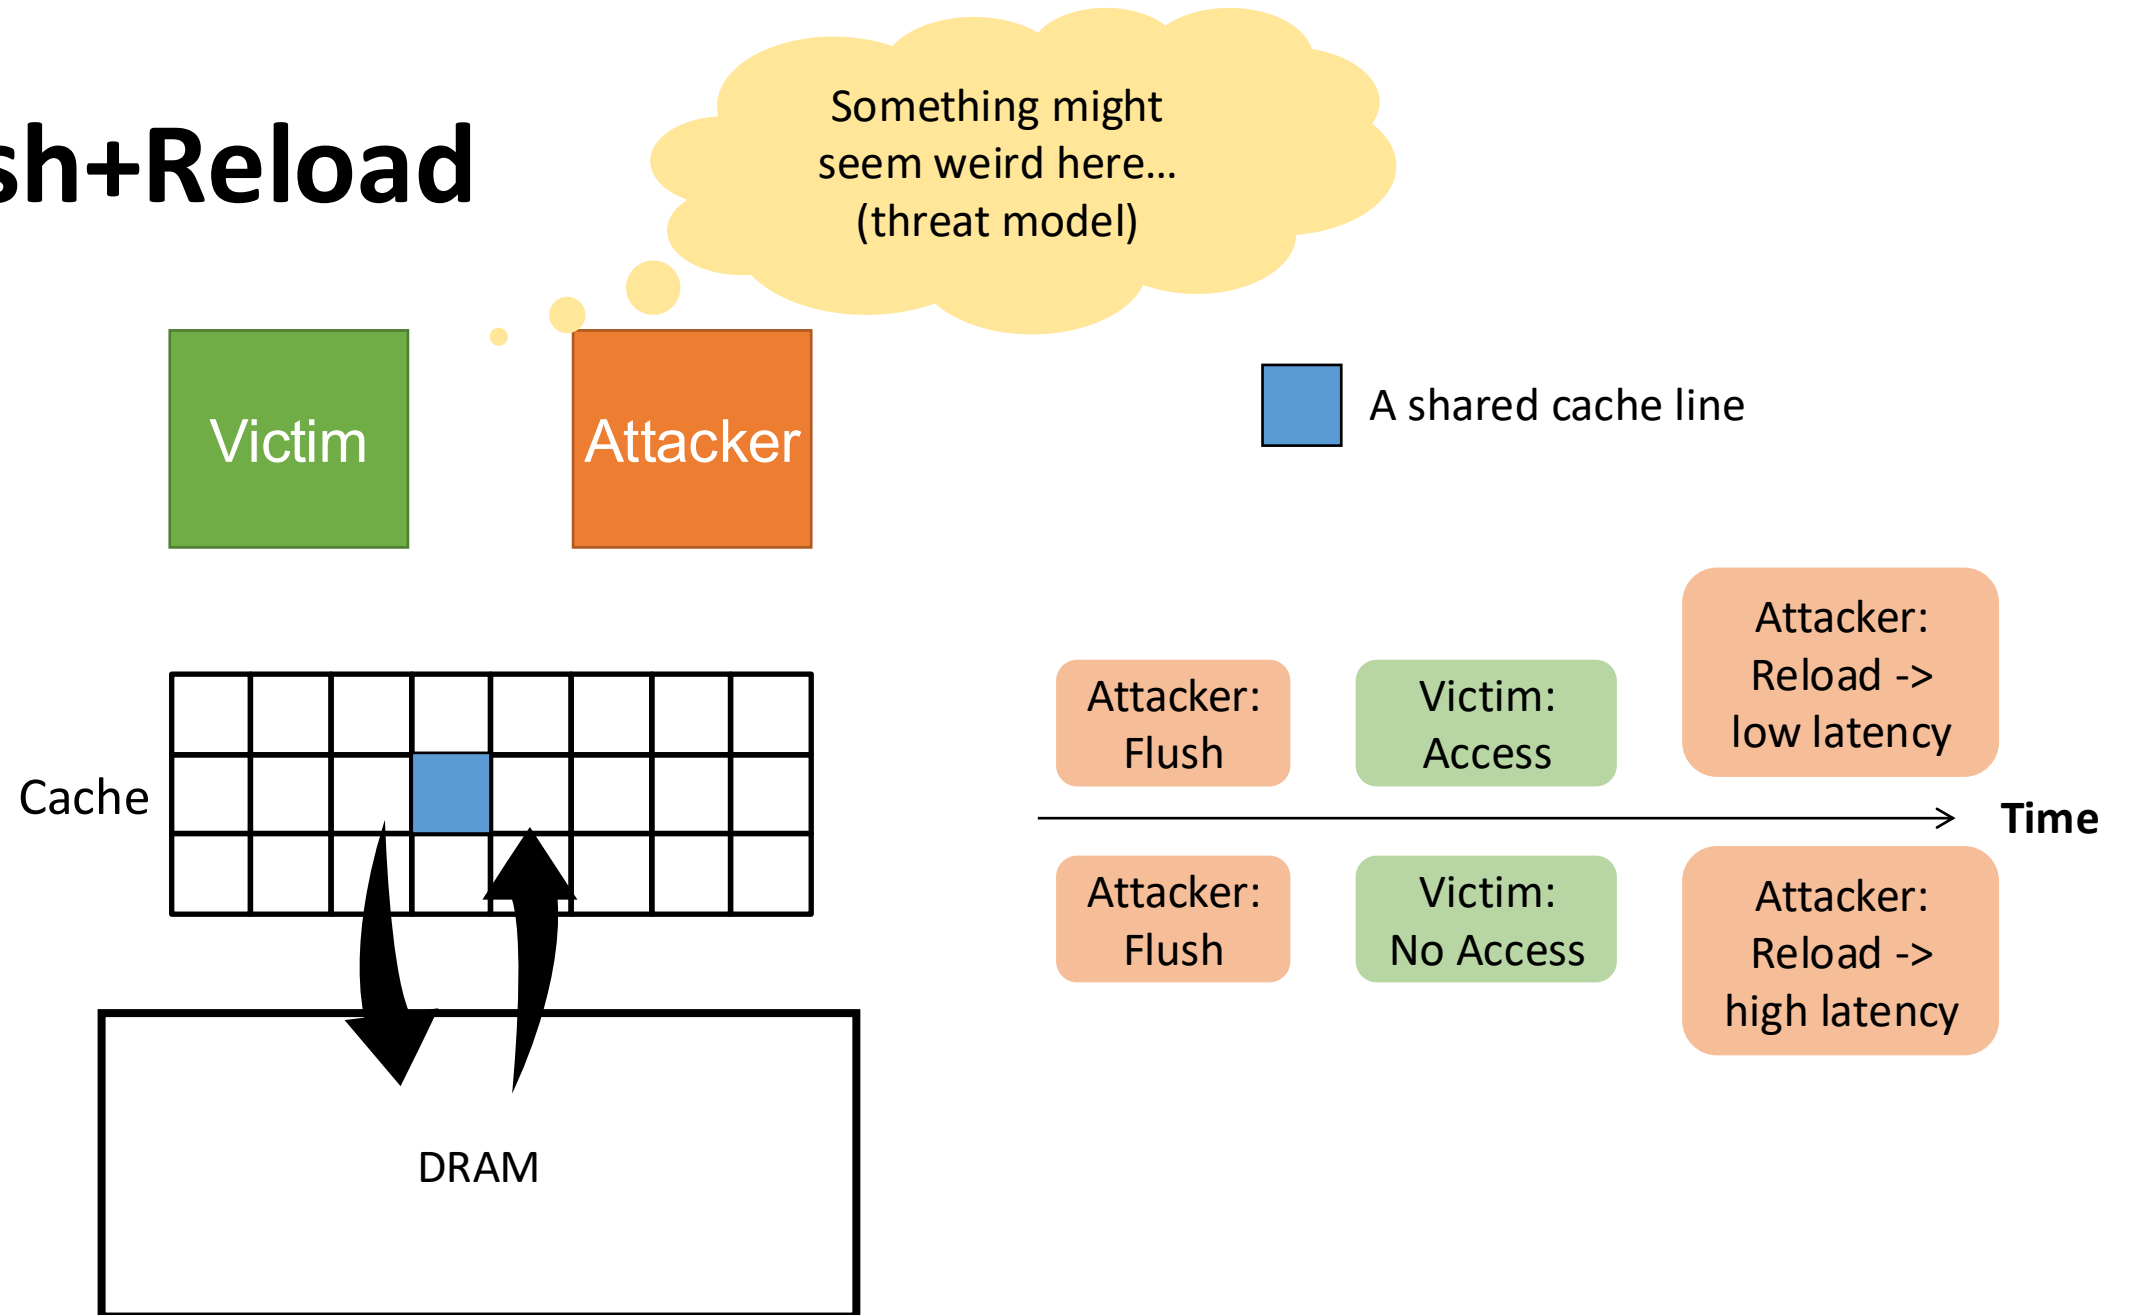 sh+Reload
Something might
seem weird here...
(threat model)
Victim
Attacker
A shared cache line
Cache
DRAM
Attacker:
Flush
Victim:
Access
Attacker:
Reload ->
low latency
Time
Attacker:
Flush
Victim:
No Access
Attacker:
Reload ->
high latency